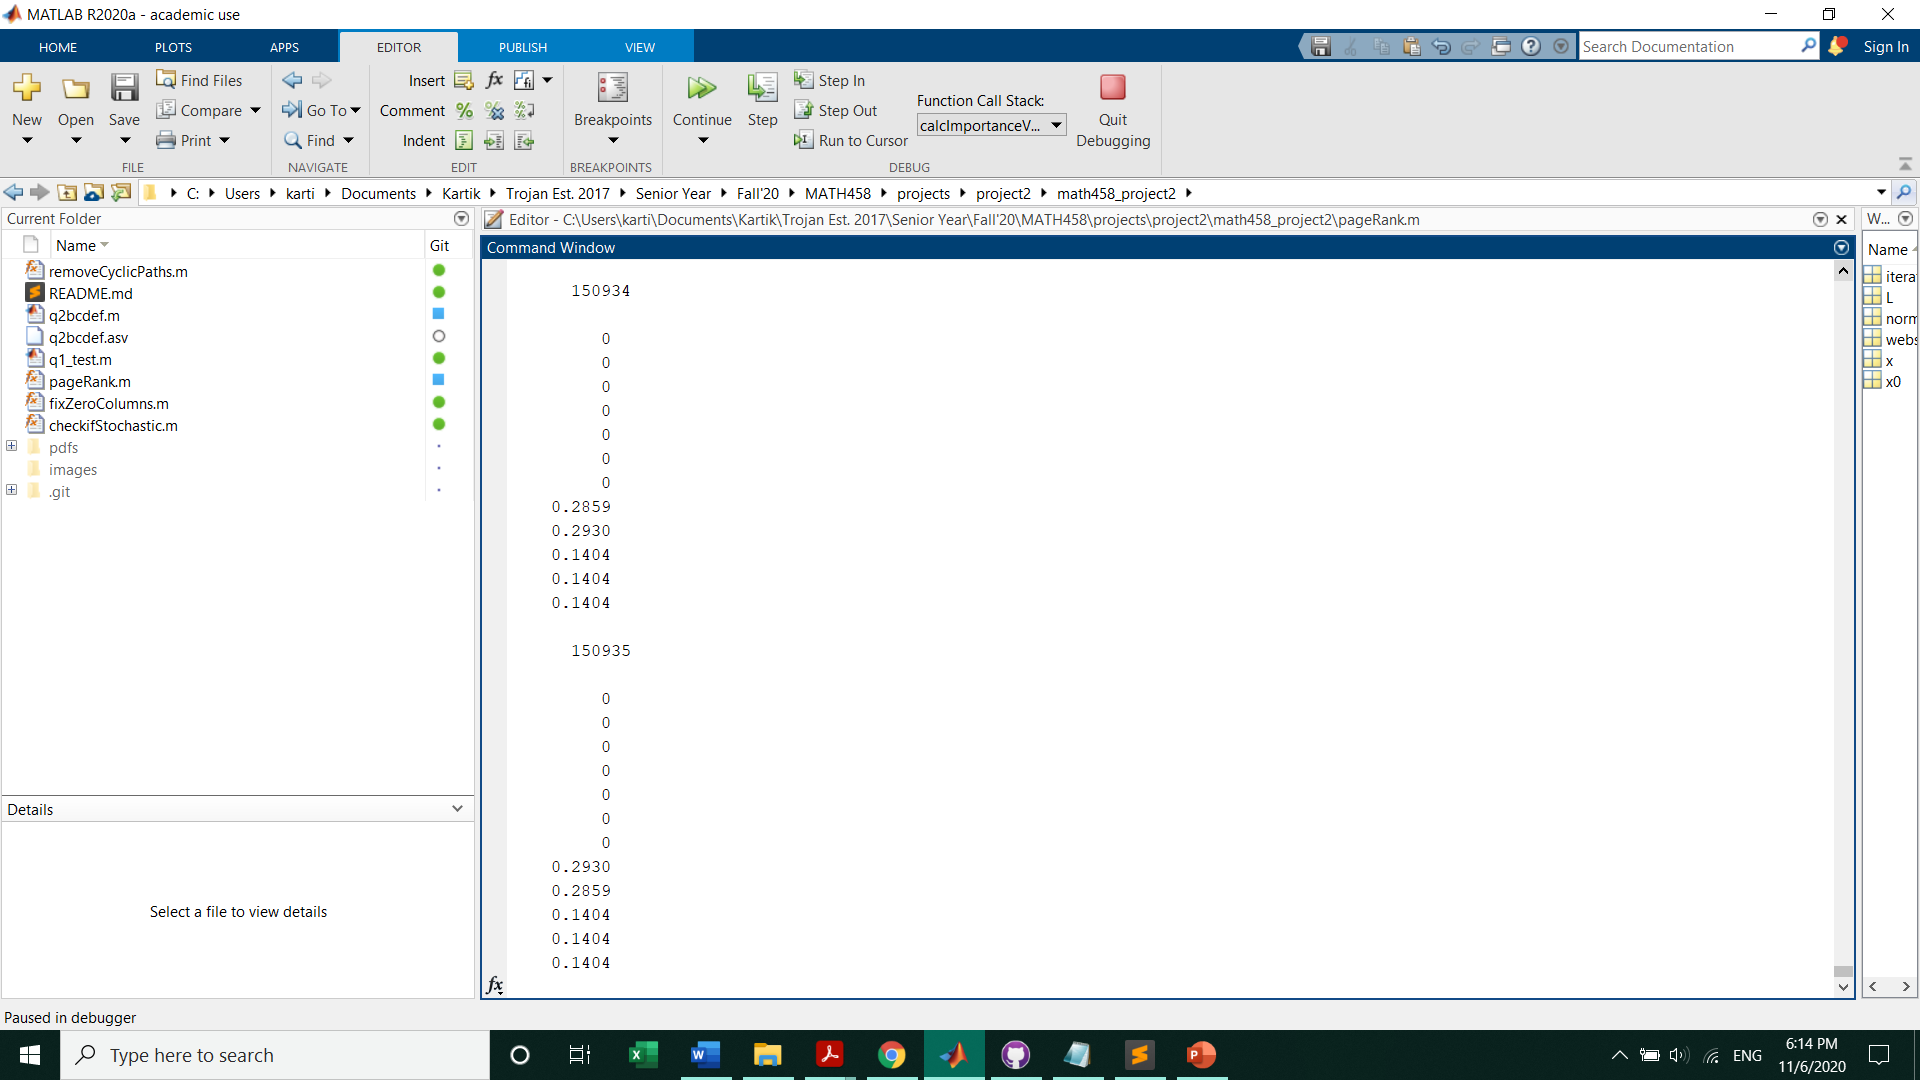 MATLAB R2020a - academic use
HOME PLOTS APPS EDITOR PUBLISH VIEW
Search Documentation
Sign In
New
Open
Save
Find Files
Compare
Print
FILE
Go To
Find
NAVIGATE
Insert
Comment
Indent
fx
EDIT
Breakpoints
BREAKPOINTS
Continue
Step
Step In
Step Out
Run to Cursor
Function Call Stack:
calcImportanceV...
Quit Debugging
DEBUG
C: Users karti Documents Kartik Trojan Est. 2017 Senior Year Fall'20 MATH458 projects project2 math458_project2
Current Folder
Name Git
removeCyclicPaths.m
README.md
q2bcdef.m
q2bcdef.asv
q1_test.m
pageRank.m
fixZeroColumns.m
checkifStochastic.m
pdfs
images
.git
Details
Select a file to view details
Editor - C:\Users\karti\Documents\Kartik\Trojan Est. 2017\Senior Year\Fall'20\MATH458\projects\project2\math458_project2\pageRank.m
Command Window
150934
0
0
0
0
0
0
0
0.2859
0.2930
0.1404
0.1404
0.1404
150935
0
0
0
0
0
0
0
0.2930
0.2859
0.1404
0.1404
0.1404
fx
W...
Name
itera
L
norm
webs
x
x0
Paused in debugger
Type here to search
ENG
6:14 PM
11/6/2020